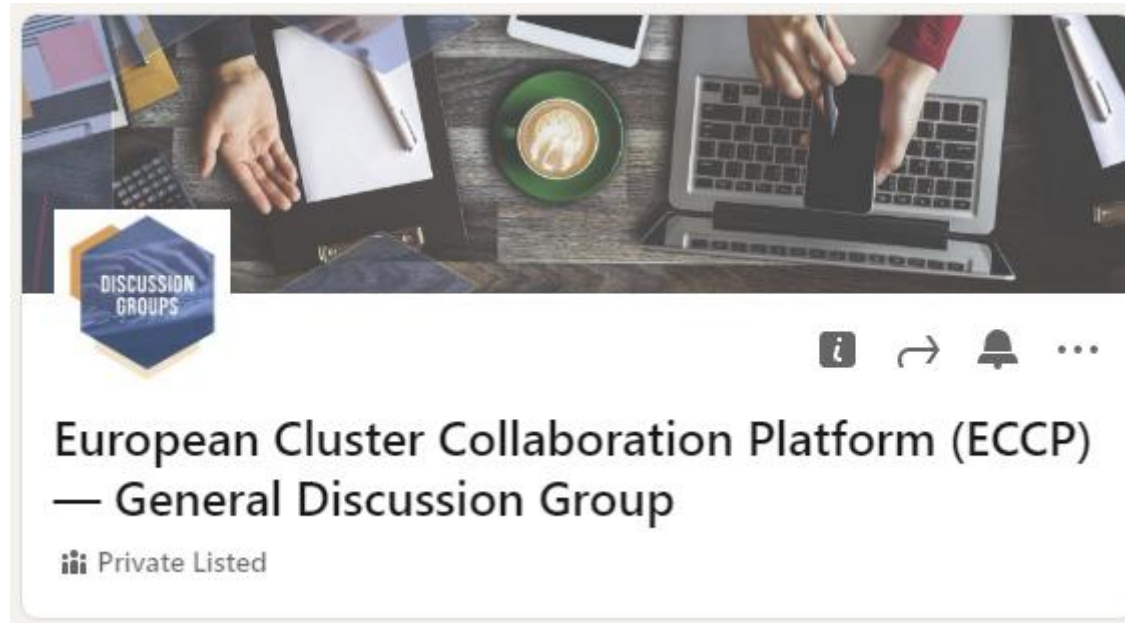 DISCUSSION
GROUPS
European Cluster Collaboration Platform (ECCP)
— General Discussion Group
Private Listed